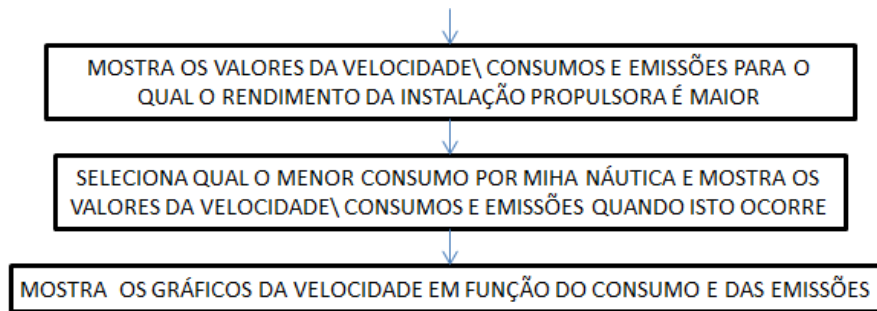 MOSTRA OS VALORES DA VELOCIDADE\ CONSUMOS E EMISSÕES PARA O
QUAL O RENDIMENTO DA INSTALAÇÃO PROPULSORA É MAIOR
SELECIONA QUAL O MENOR CONSUMO POR MIHA NÁUTICA E MOSTRA OS
VALORES DA VELOCIDADE\ CONSUMOS E EMISSÕES QUANDO ISTO OCORRE
MOSTRA OS GRÁFICOS DA VELOCIDADE EM FUNÇÃO DO CONSUMO E DAS EMISSÕES